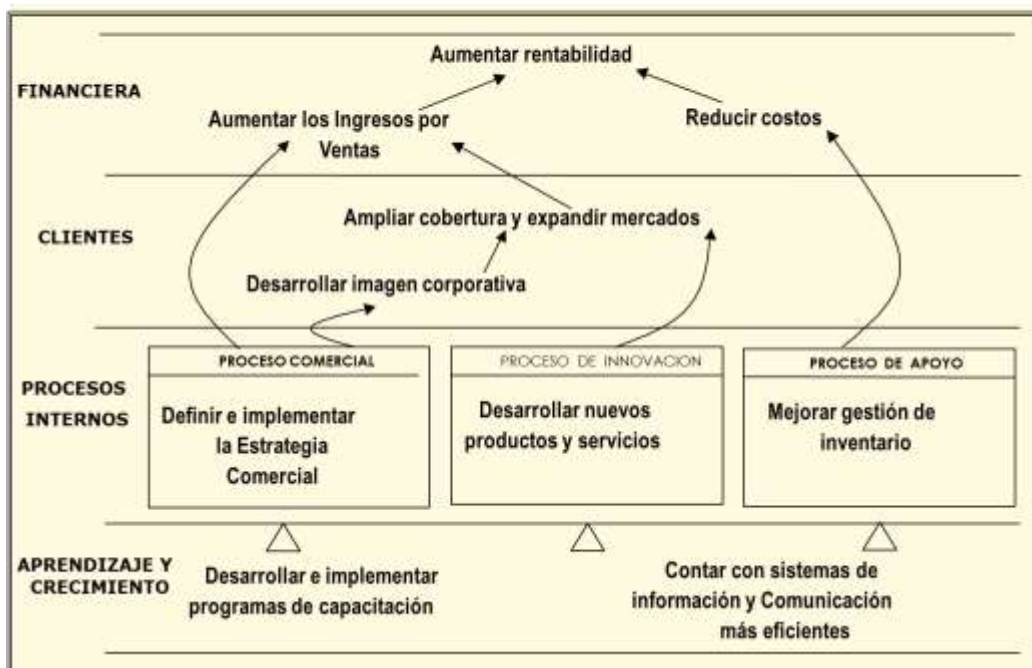 Aumentar rentabilidad
FINANCIERA
Aumentar los Ingresos por
Ventas
Reducir costos
Ampliar cobertura y expandir mercados
CLIENTES
Desarrollar imagen corporativa
PROCESOS
INTERNOS
PROCESO COMERCIAL
Definir e implementar
la Estrategia
Comercial
PROCESO DE INNOVACION
Desarrollar nuevos
productos y servicios
PROCESO DE APOYO
Mejorar gestión de
inventario
APRENDIZAJE Y
CRECIMIENTO
Desarrollar e implementar
programas de capacitación
Contar con sistemas de
información y Comunicación
más eficientes